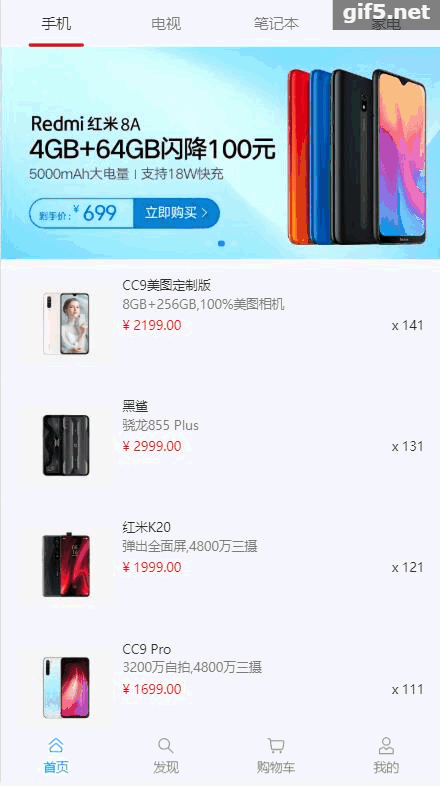 gif5.net
手机
电视
笔记本
家电
Redmi 红米 8A
4GB+64GB闪降100元
5000mAh大电量 | 支持18W快充
到手价: ¥ 699
立即购买 >
CC9美图定制版
8GB+256GB,100%美图相机
¥ 2199.00
x 141
黑鲨
骁龙855 Plus
¥ 2999.00
x 131
红米K20
弹出全面屏,4800万三摄
¥ 1999.00
x 121
CC9 Pro
3200万自拍,4800万三摄
¥ 1699.00
x 111
首页
发现
购物车
我的